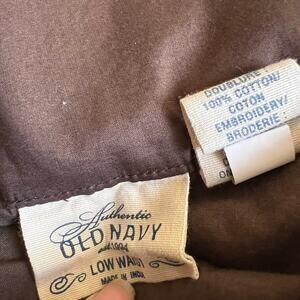 DOUBLURE
100% COTTON/
COTON
EMBROIDERY/
BRODERIE:
Authentic
OLD NAVY
est. 1994
LOW WAIST
MADE IN INDIA